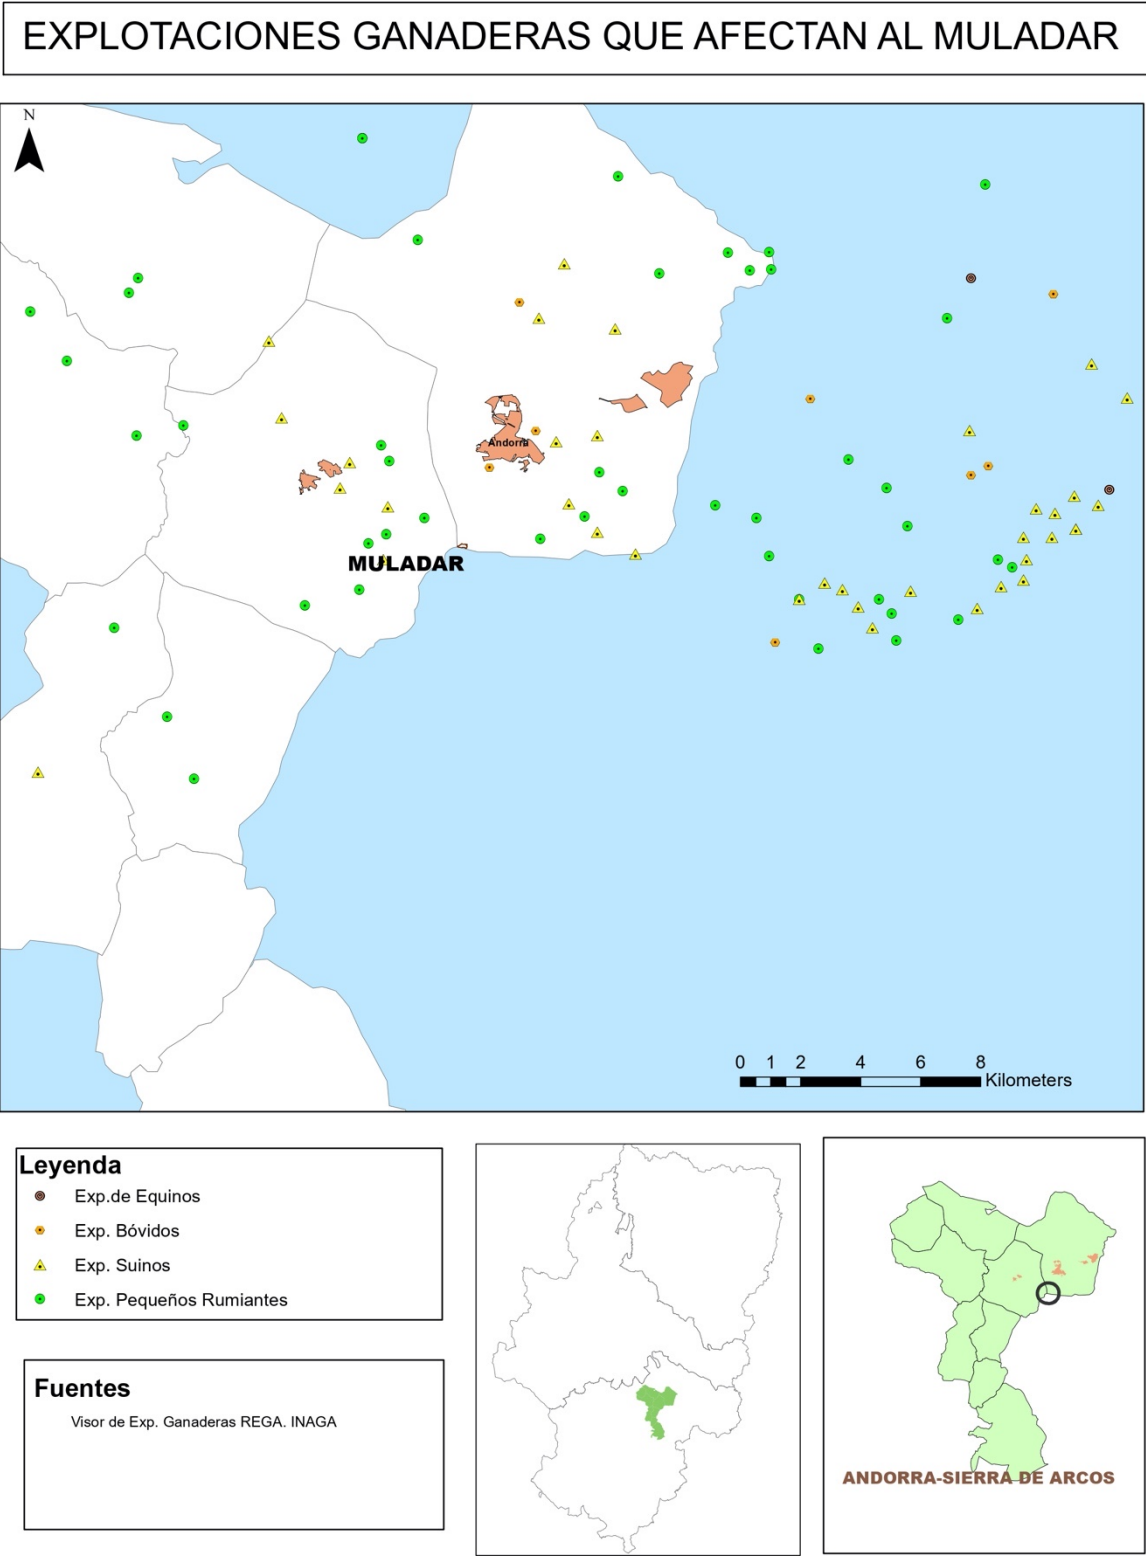 EXPLOTACIONES GANADERAS QUE AFECTAN AL MULADAR
N
Andorra
MULADAR
0 1 2 4 6 8
Kilometers
Leyenda
Exp.de Equinos
Exp. Bóvidos
Exp. Suinos
Exp. Pequeños Rumiantes
Fuentes
Visor de Exp. Ganaderas REGA. INAGA
ANDORRA-SIERRA DE ARCOS